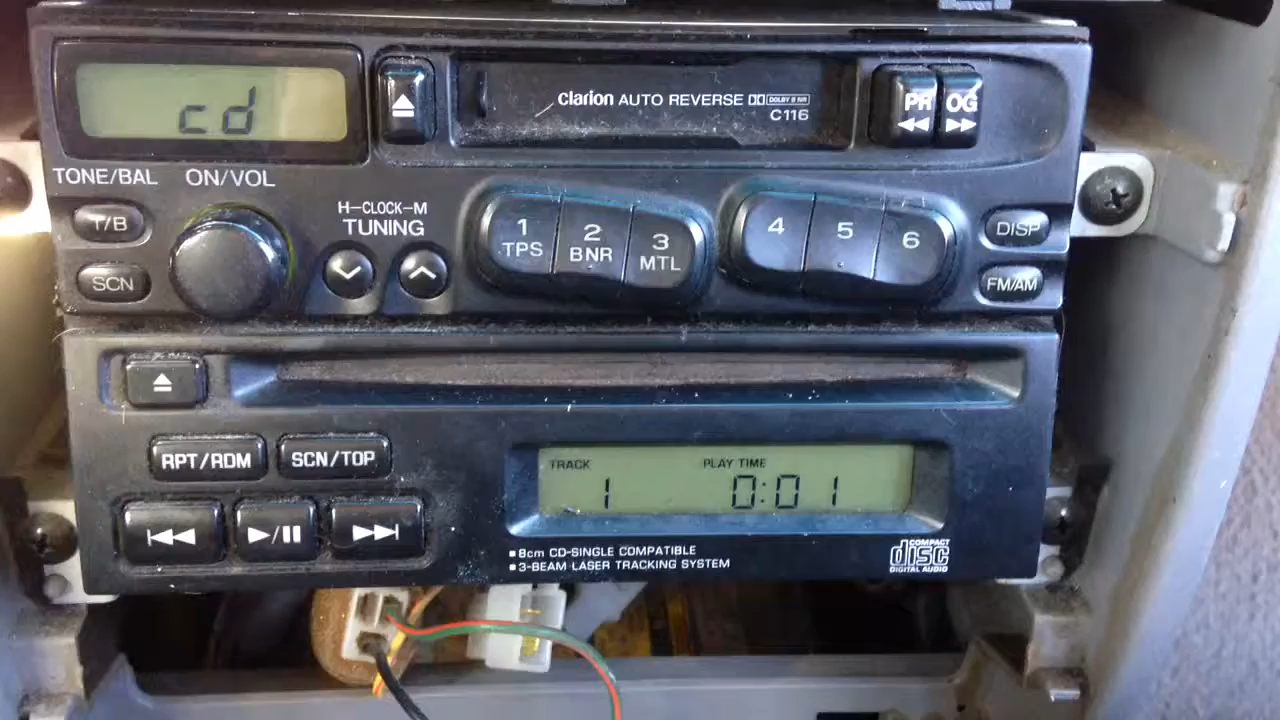 cd
clarion AUTO REVERSE DOLBY B NR
C116
PR OG
TONE/BAL ON/VOL
H-CLOCK-M
TUNING
T/B
SCN
1 TPS
2 BNR
3 MTL
4
5
6
DISP
FM/AM
RPT/RDM
SCN/TOP
TRACK PLAY TIME
1 0:01
8cm CD-SINGLE COMPATIBLE
3-BEAM LASER TRACKING SYSTEM
COMPACT
disc
DIGITAL AUDIO